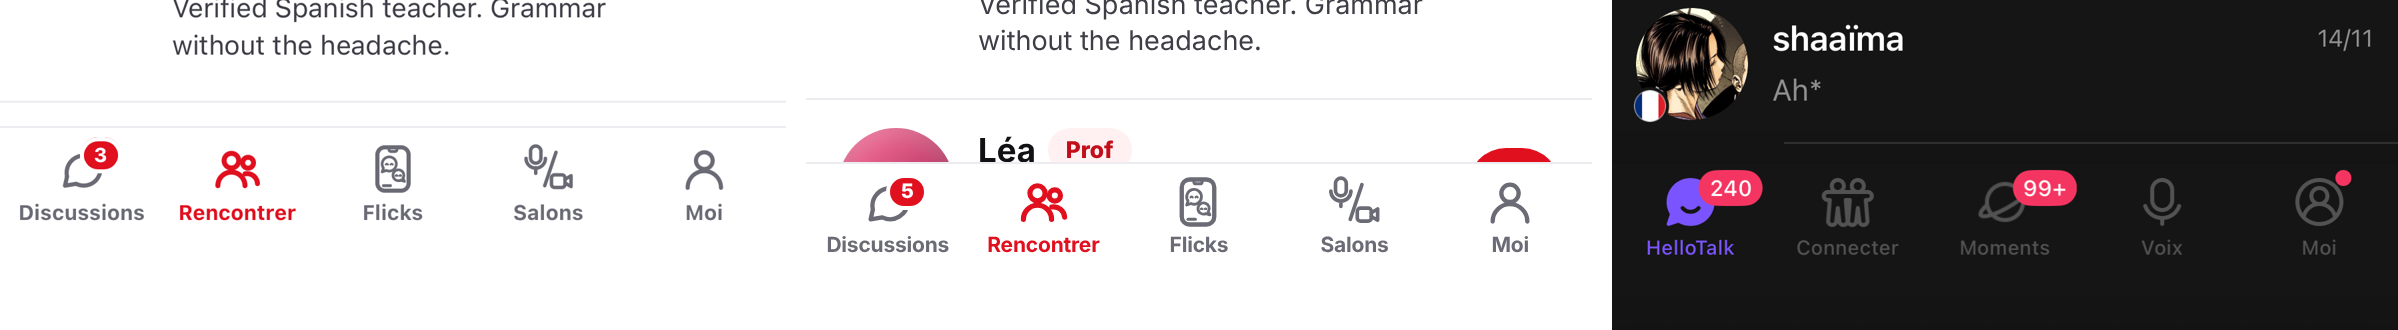 Verified Spanish teacher. Grammar
without the headache.
3
Discussions
Rencontrer
Flicks
Salons
Moi
Verified Spanish teacher. Grammar
without the headache.
Léa
Prof
5
Discussions
Rencontrer
Flicks
Salons
Moi
shaaïma
14/11
Ah*
240
99+
HelloTalk
Connecter
Moments
Voix
Moi